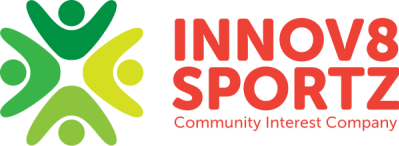 INNOV8
SPORTZ
Community Interest Company